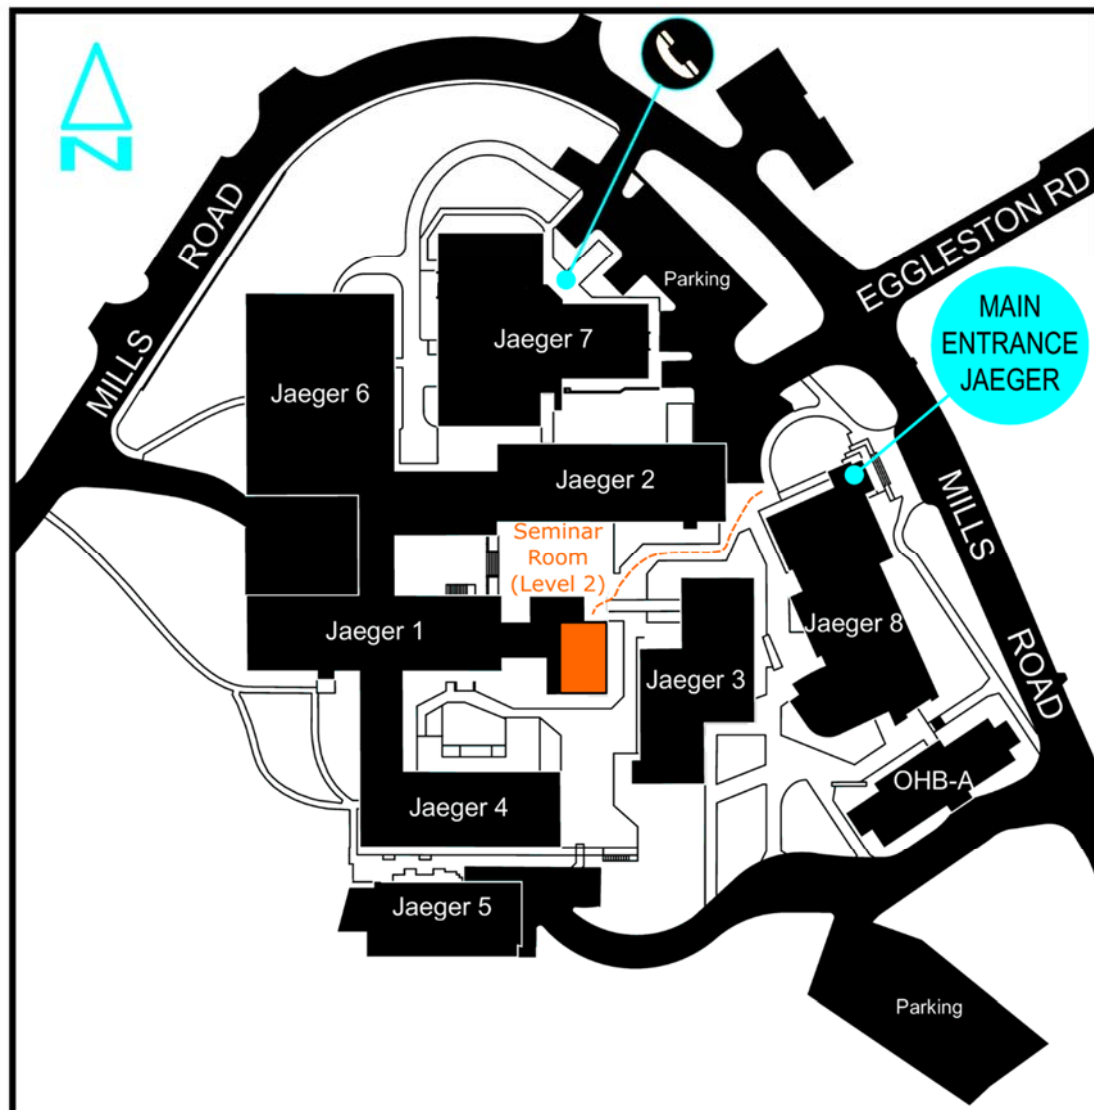 N
ROAD
MILLS
Parking
EGGLESTON RD
MAIN
ENTRANCE
JAEGER
Jaeger 7
Jaeger 6
Jaeger 2
MILLS
ROAD
Seminar
Room
(Level 2)
Jaeger 1
Jaeger 8
Jaeger 3
OHB-A
Jaeger 4
Jaeger 5
Parking